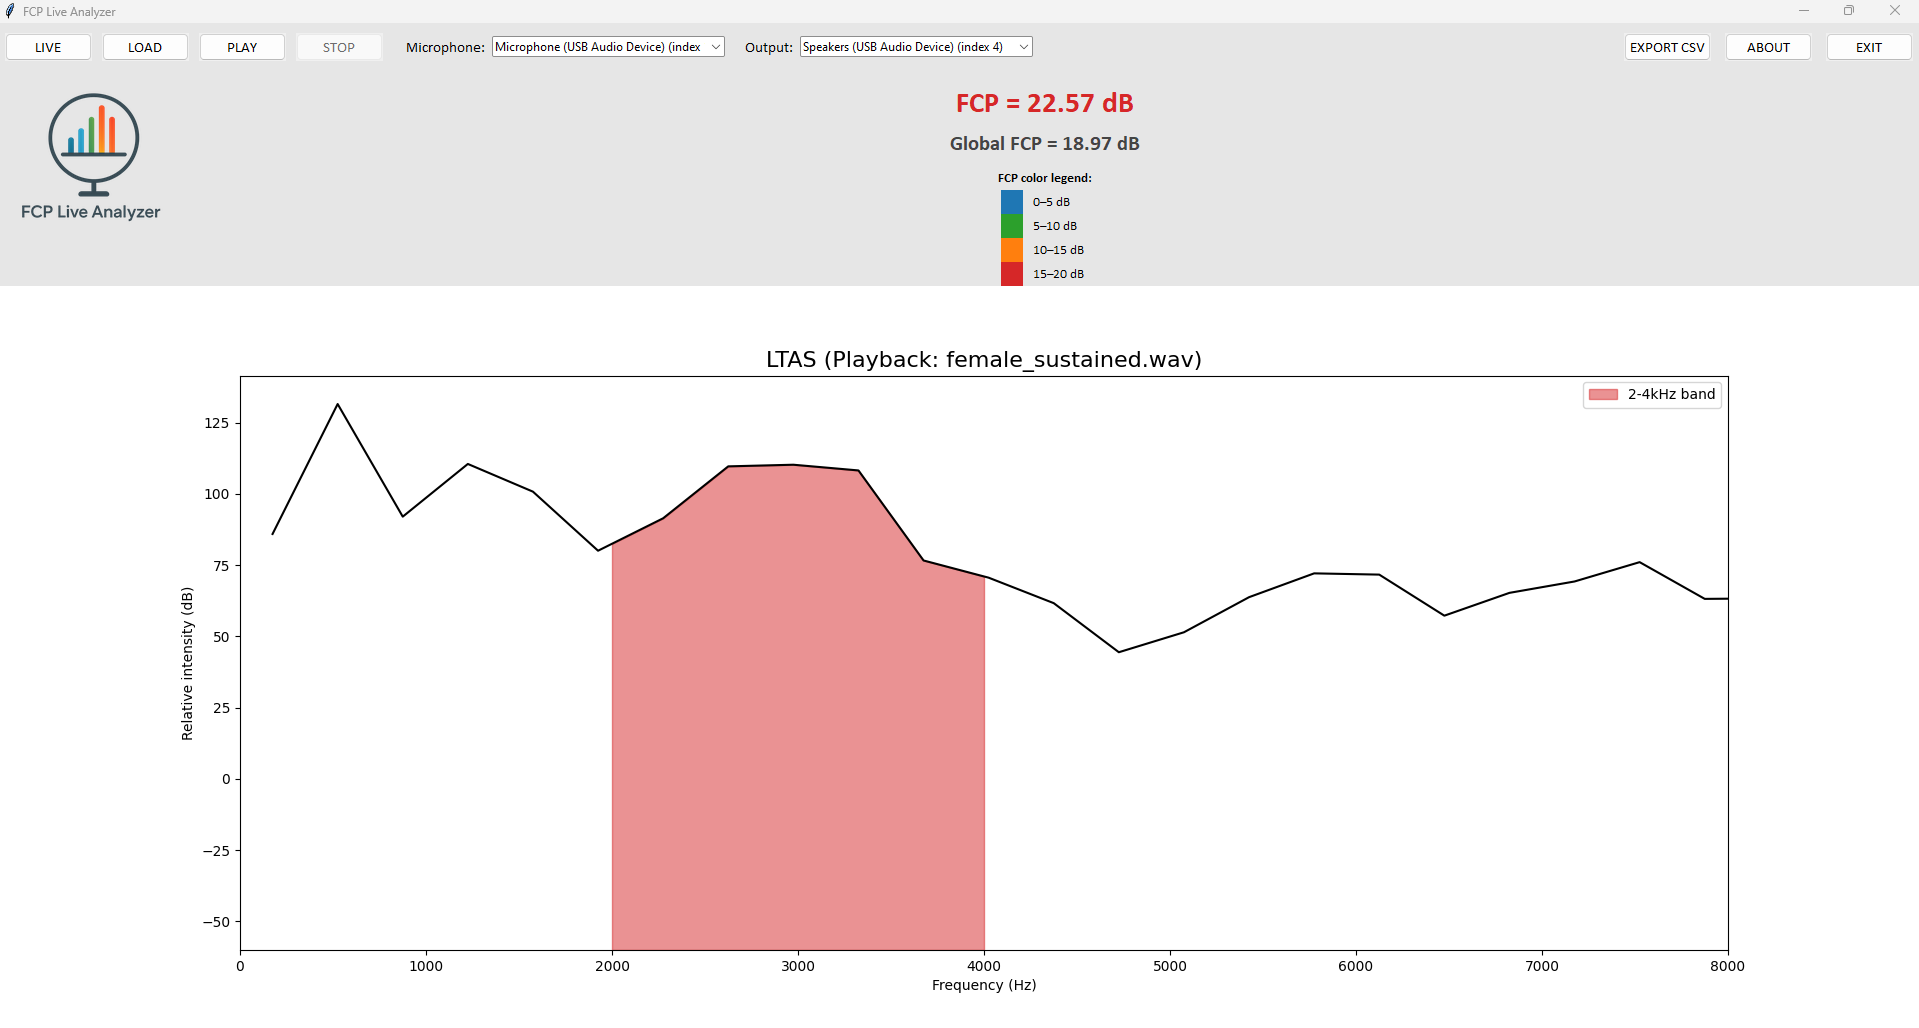 FCP Live Analyzer
LIVE LOAD PLAY STOP Microphone: Microphone (USB Audio Device) (index Output: Speakers (USB Audio Device) (index 4) EXPORT CSV ABOUT EXIT
FCP Live Analyzer
FCP = 22.57 dB
Global FCP = 18.97 dB
FCP color legend:
0–5 dB
5–10 dB
10–15 dB
15–20 dB
LTAS (Playback: female_sustained.wav)
2-4kHz band
Relative intensity (dB)
125
100
75
50
25
0
−25
−50
0 1000 2000 3000 4000 5000 6000 7000 8000
Frequency (Hz)